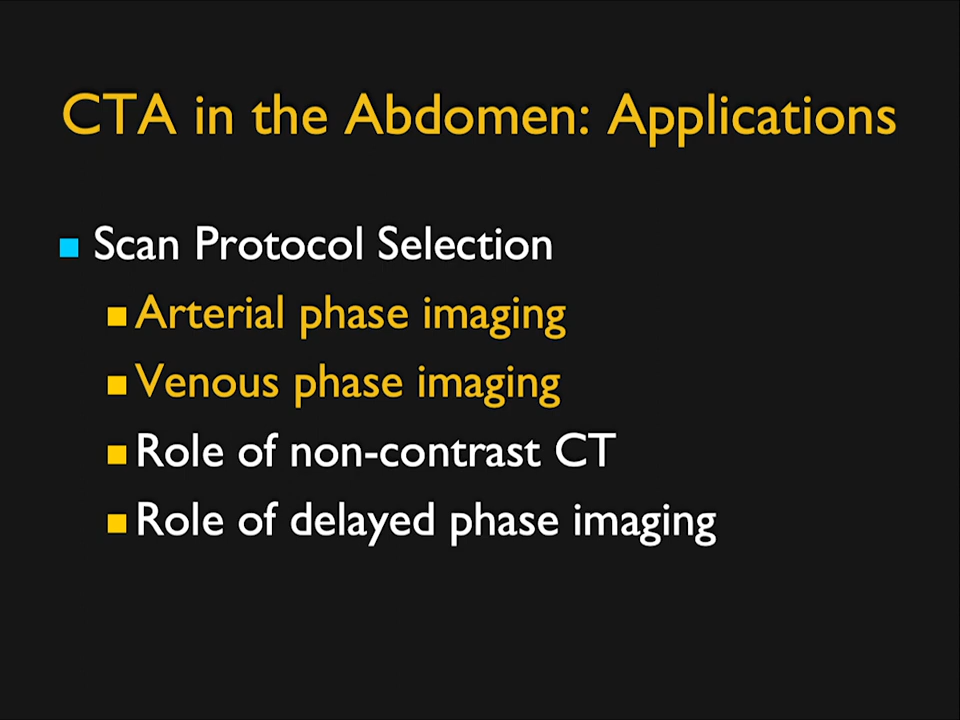 CTA in the Abdomen: Applications
Scan Protocol Selection
Arterial phase imaging
Venous phase imaging
Role of non-contrast CT
Role of delayed phase imaging